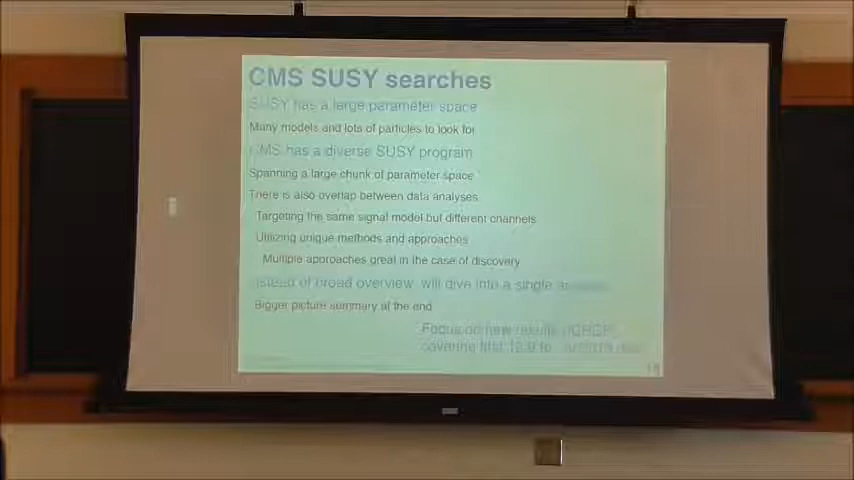 CMS SUSY searches
SUSY has a large parameter space
Many models and lots of particles to look for
CMS has a diverse SUSY program
Spanning a large chunk of parameter space
There is also overlap between data analyses
Targeting the same signal model but different channels
Utilizing unique methods and approaches
Multiple approaches great in the case of discovery
Instead of broad overview, will dive into a single
Bigger picture summary at the end
Focus on new results
covering first 12.9